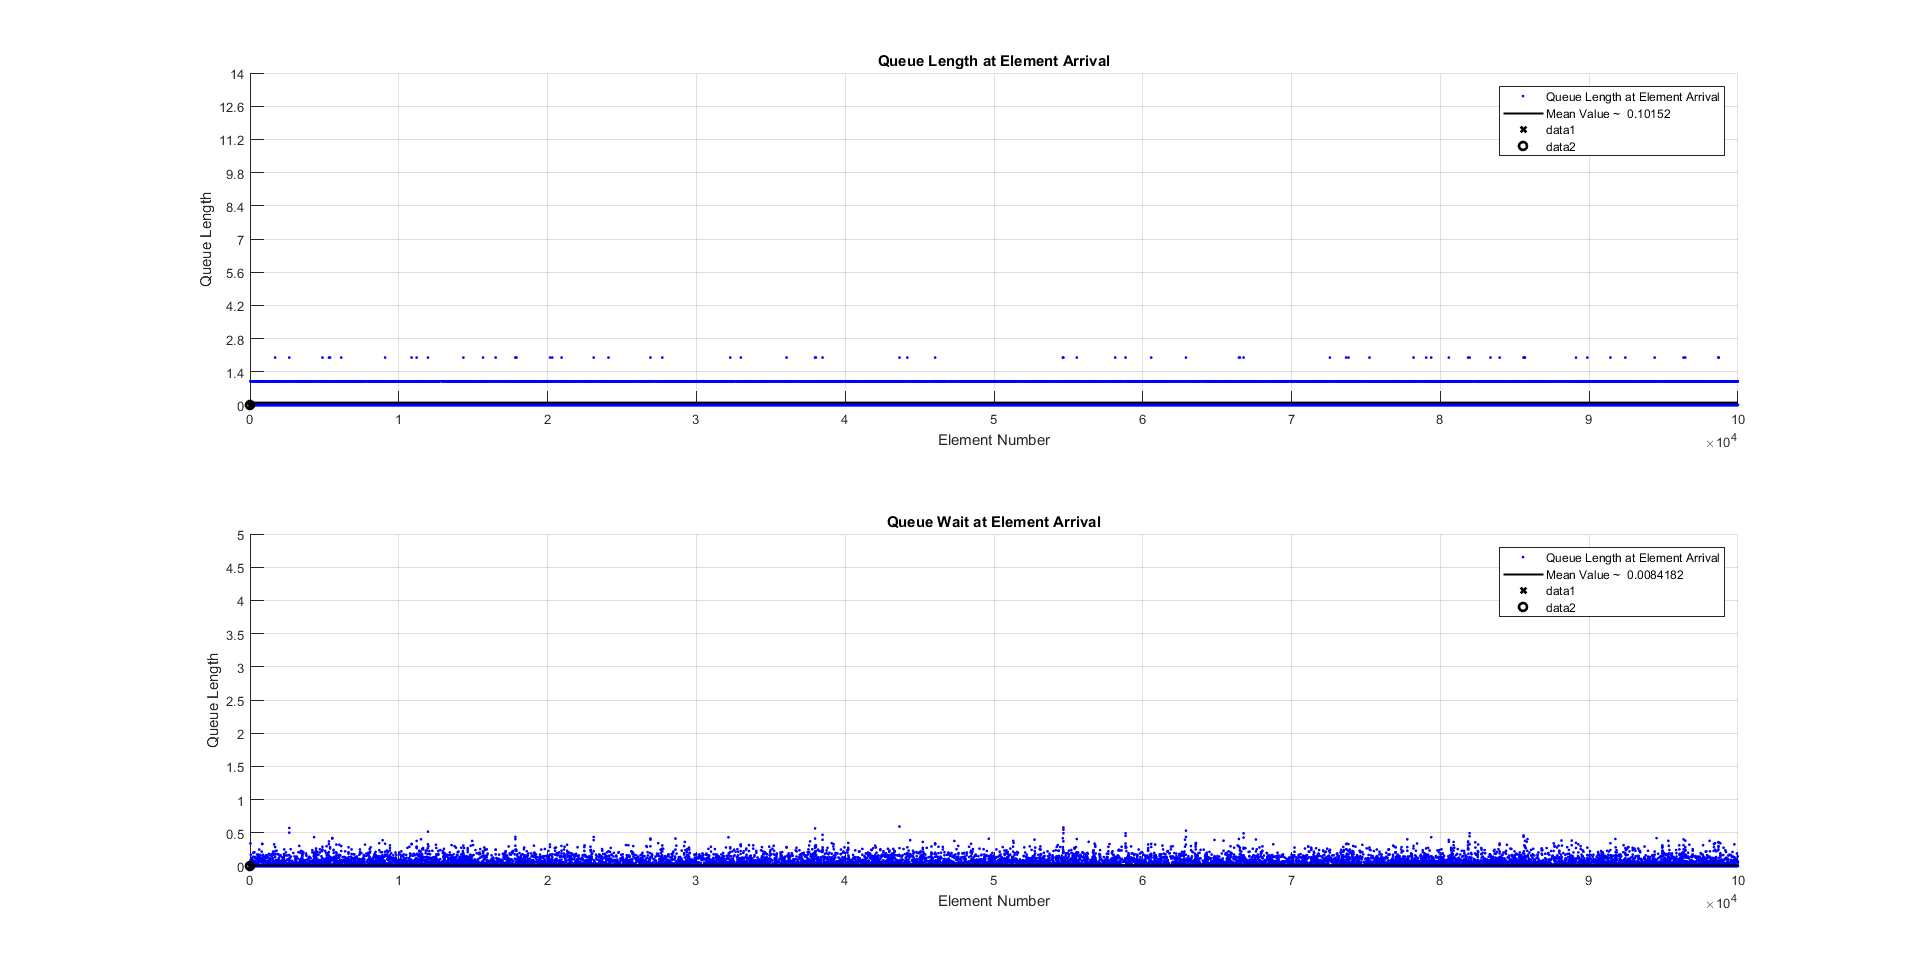 Queue Length at Element Arrival
14
12.6
11.2
9.8
8.4
7
5.6
4.2
2.8
1.4
0
Queue Length
Queue Length at Element Arrival
Mean Value ~ 0.10152
data1
data2
0 1 2 3 4 5 6 7 8 9 10
Element Number
×10^4
Queue Wait at Element Arrival
5
4.5
4
3.5
3
2.5
2
1.5
1
0.5
0
Queue Length
Queue Length at Element Arrival
Mean Value ~ 0.0084182
data1
data2
0 1 2 3 4 5 6 7 8 9 10
Element Number
×10^4